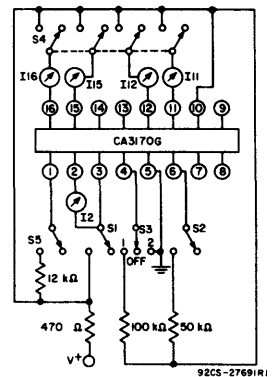 S4
I16 I15 I12 I11
16 15 14 13 12 11 10 9
CA3170G
1 2 3 4 5 6 7 8
I2
S1 S3 S2
S5
1 2
OFF
12 kΩ
470 Ω 100 kΩ 50 kΩ
V+
92CS-27691R1